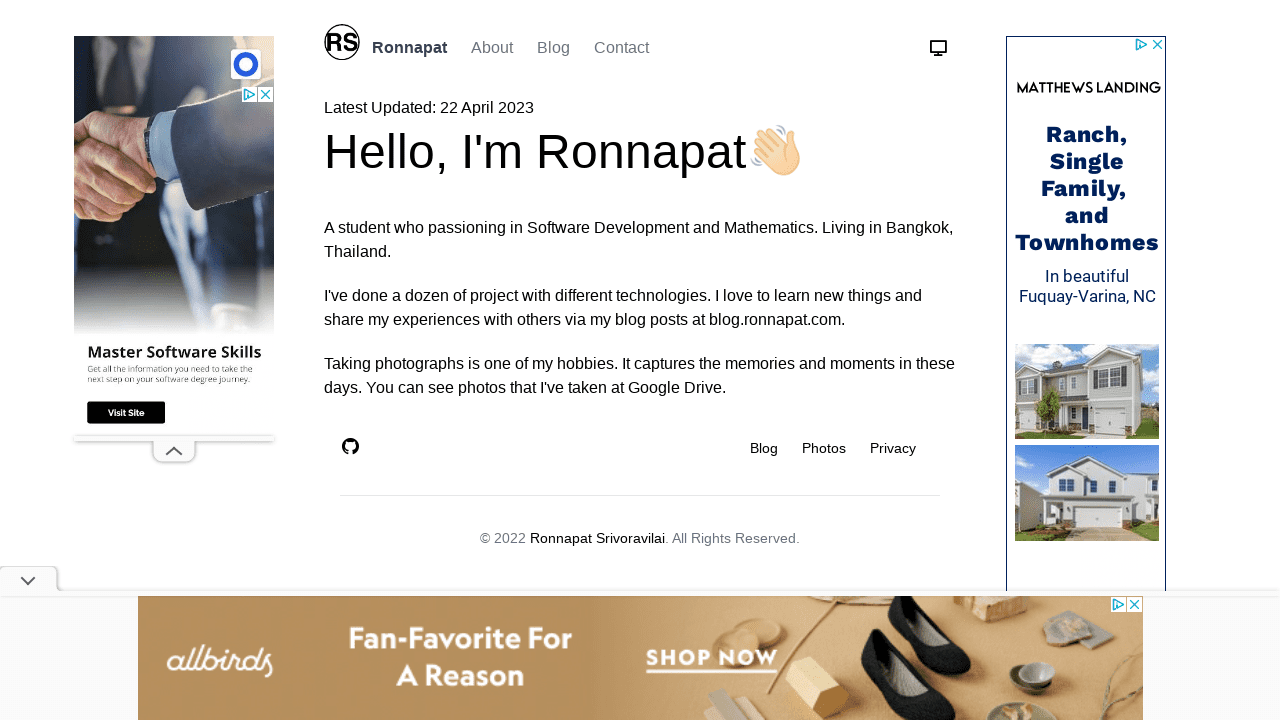 RS Ronnapat About Blog Contact
Latest Updated: 22 April 2023
Hello, I'm Ronnapat
A student who passioning in Software Development and Mathematics. Living in Bangkok,
Thailand.
I've done a dozen of project with different technologies. I love to learn new things and
share my experiences with others via my blog posts at blog.ronnapat.com.
Taking photographs is one of my hobbies. It captures the memories and moments in these
days. You can see photos that I've taken at Google Drive.
Blog Photos Privacy
© 2022 Ronnapat Srivoravilai. All Rights Reserved.
Master Software Skills
Get all the information you need to take the
next step on your software degree journey.
Visit Site
MATTHEWS LANDING
Ranch,
Single
Family,
and
Townhomes
In beautiful
Fuquay-Varina, NC
allbirds
Fan-Favorite For
A Reason
SHOP NOW